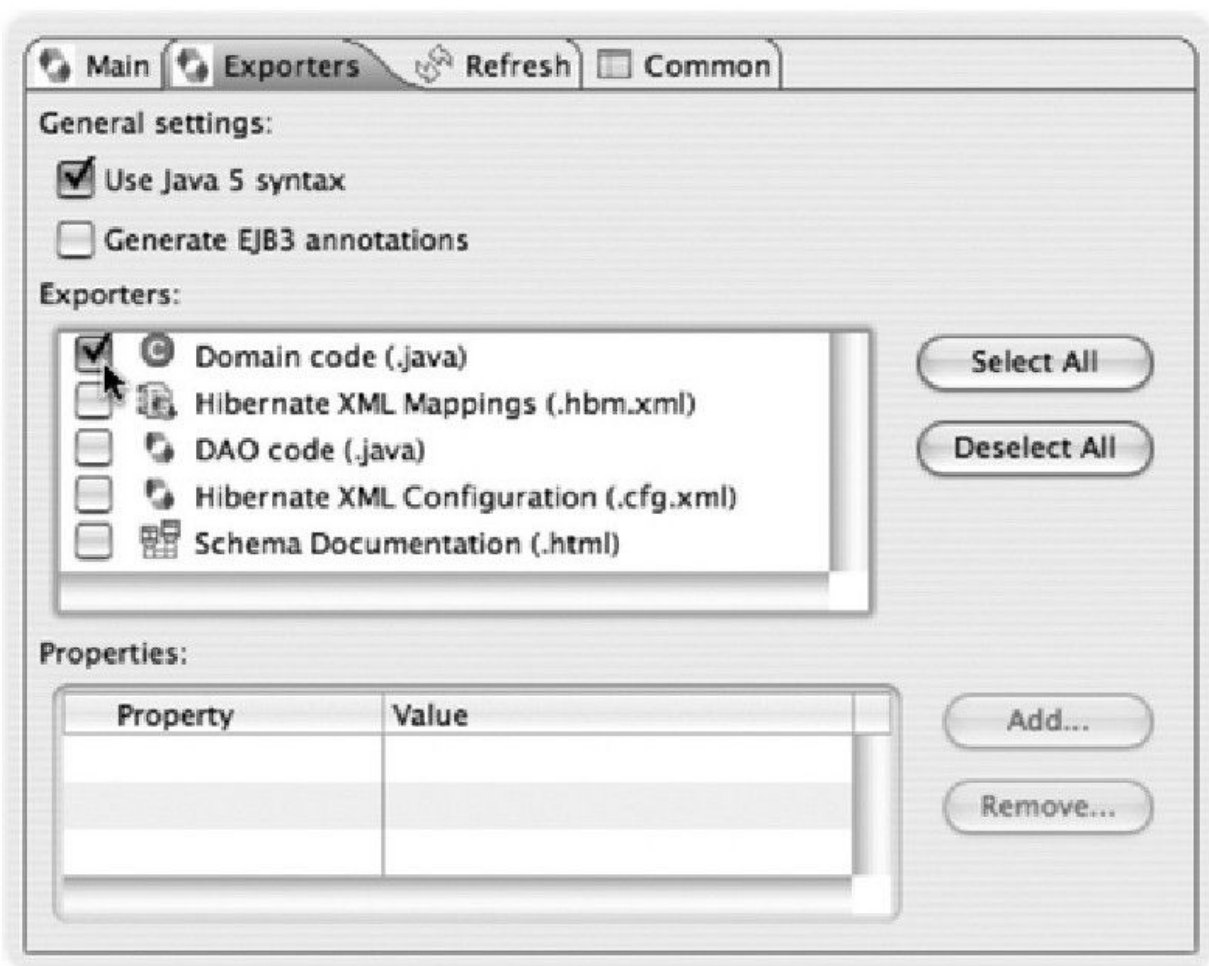 Main Exporters Refresh Common
General settings:
Use Java 5 syntax
Generate EJB3 annotations
Exporters:
Domain code (.java)
Select All
Hibernate XML Mappings (.hbm.xml)
DAO code (.java)
Deselect All
Hibernate XML Configuration (.cfg.xml)
Schema Documentation (.html)
Properties:
Property Value
Add...
Remove...